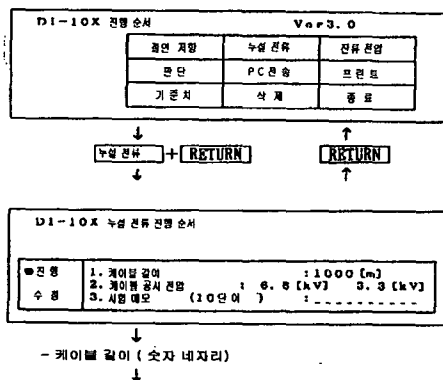 DI-10X 진행 순서 Ver3.0
절연 저항 누설 전류 잔류 전압
판단 PC전송 프린트
기준치 삭제 종료
↓ ↑
누설 전류 + RETURN RETURN
↓ ↑
DI-10X 누설 전류 진행 순서
진행 1. 케이블 길이 : 1000 [m]
2. 케이블 공시 전압 : 6.6 [kV] 3.3 [kV]
수정 3. 시험 메모 (10단어 ) : _ _ _ _ _ _ _ _ _ _
↓
- 케이블 길이 ( 숫자 네자리)
↓